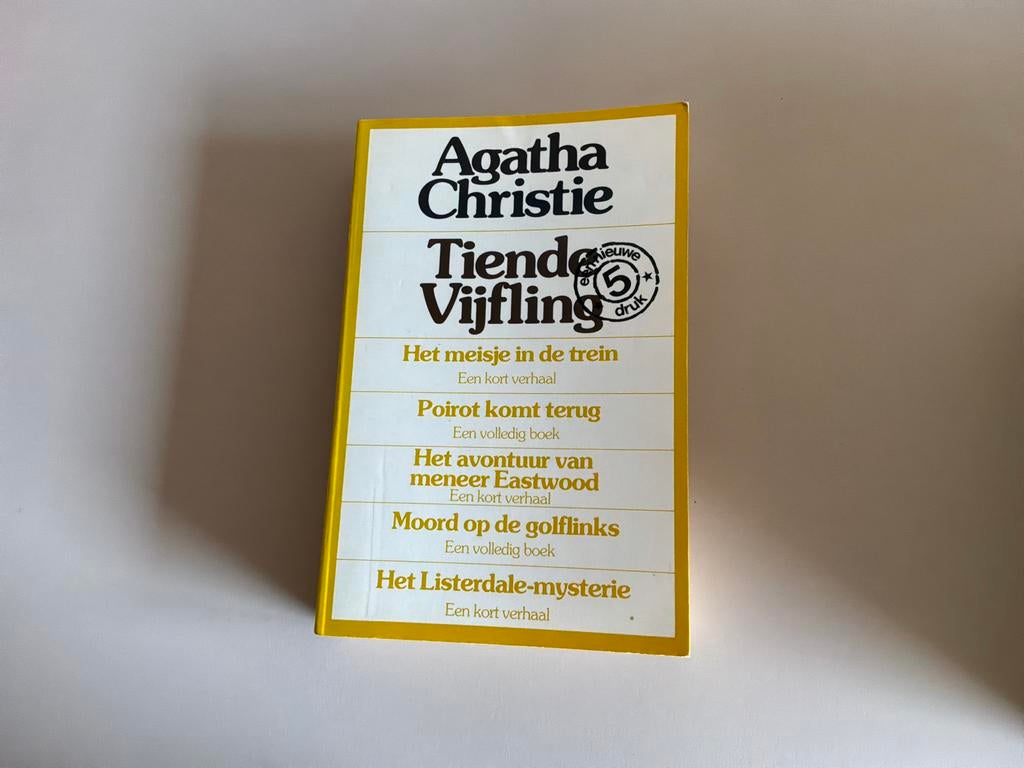 Agatha
Christie
Tiende
Vijfling
een nieuwe
5
druk
Het meisje in de trein
Een kort verhaal
Poirot komt terug
Een volledig boek
Het avontuur van
meneer Eastwood
Een kort verhaal
Moord op de golflinks
Een volledig boek
Het Listerdale-mysterie
Een kort verhaal